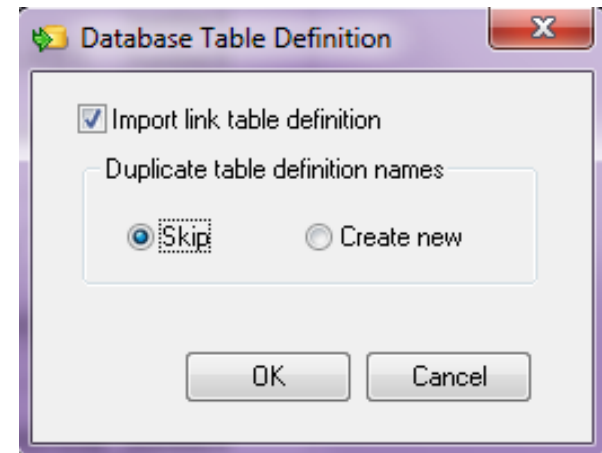 Database Table Definition
Import link table definition
Duplicate table definition names
Skip Create new
OK Cancel